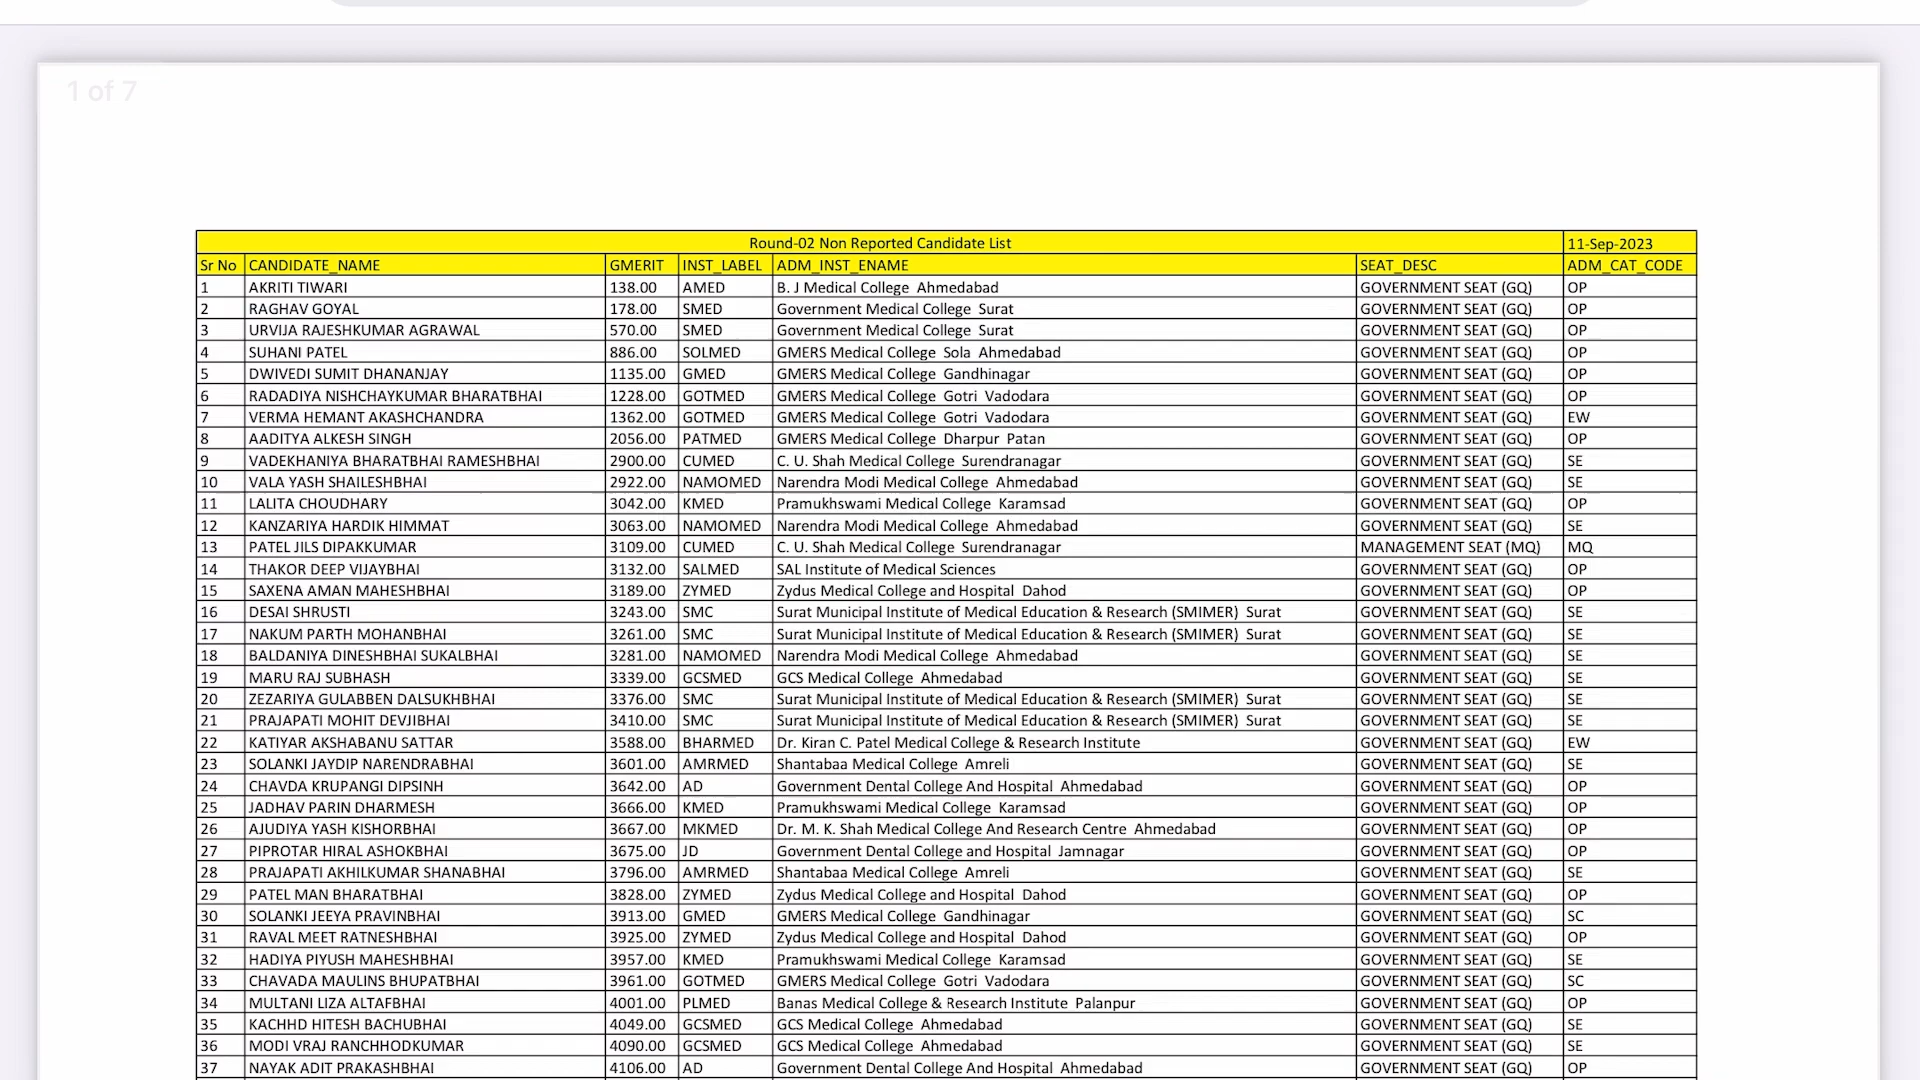 1 of 7
Round-02 Non Reported Candidate List 11-Sep-2023
Sr No CANDIDATE_NAME GMERIT INST_LABEL ADM_INST_ENAME SEAT_DESC ADM_CAT_CODE
1 AKRITI TIWARI 138.00 AMED B. J Medical College Ahmedabad GOVERNMENT SEAT (GQ) OP
2 RAGHAV GOYAL 178.00 SMED Government Medical College Surat GOVERNMENT SEAT (GQ) OP
3 URVIJA RAJESHKUMAR AGRAWAL 570.00 SMED Government Medical College Surat GOVERNMENT SEAT (GQ) OP
4 SUHANI PATEL 886.00 SOLMED GMERS Medical College Sola Ahmedabad GOVERNMENT SEAT (GQ) OP
5 DWIVEDI SUMIT DHANANJAY 1135.00 GMED GMERS Medical College Gandhinagar GOVERNMENT SEAT (GQ) OP
6 RADADIYA NISHCHAYKUMAR BHARATBHAI 1228.00 GOTMED GMERS Medical College Gotri Vadodara GOVERNMENT SEAT (GQ) OP
7 VERMA HEMANT AKASHCHANDRA 1362.00 GOTMED GMERS Medical College Gotri Vadodara GOVERNMENT SEAT (GQ) EW
8 AADITYA ALKESH SINGH 2056.00 PATMED GMERS Medical College Dharpur Patan GOVERNMENT SEAT (GQ) OP
9 VADEKHANIYA BHARATBHAI RAMESHBHAI 2900.00 CUMED C. U. Shah Medical College Surendranagar GOVERNMENT SEAT (GQ) SE
10 VALA YASH SHAILESHBHAI 2922.00 NAMOMED Narendra Modi Medical College Ahmedabad GOVERNMENT SEAT (GQ) SE
11 LALITA CHOUDHARY 3042.00 KMED Pramukhswami Medical College Karamsad GOVERNMENT SEAT (GQ) OP
12 KANZARIYA HARDIK HIMMAT 3063.00 NAMOMED Narendra Modi Medical College Ahmedabad GOVERNMENT SEAT (GQ) SE
13 PATEL JILS DIPAKKUMAR 3109.00 CUMED C. U. Shah Medical College Surendranagar MANAGEMENT SEAT (MQ) MQ
14 THAKOR DEEP VIJAYBHAI 3132.00 SALMED SAL Institute of Medical Sciences GOVERNMENT SEAT (GQ) OP
15 SAXENA AMAN MAHESHBHAI 3189.00 ZYMED Zydus Medical College and Hospital Dahod GOVERNMENT SEAT (GQ) OP
16 DESAI SHRUSTI 3243.00 SMC Surat Municipal Institute of Medical Education & Research (SMIMER) Surat GOVERNMENT SEAT (GQ) SE
17 NAKUM PARTH MOHANBHAI 3261.00 SMC Surat Municipal Institute of Medical Education & Research (SMIMER) Surat GOVERNMENT SEAT (GQ) SE
18 BALDANIYA DINESHBHAI SUKALBHAI 3281.00 NAMOMED Narendra Modi Medical College Ahmedabad GOVERNMENT SEAT (GQ) SE
19 MARU RAJ SUBHASH 3339.00 GCSMED GCS Medical College Ahmedabad GOVERNMENT SEAT (GQ) SE
20 ZEZARIYA GULABBEN DALSUKHBHAI 3376.00 SMC Surat Municipal Institute of Medical Education & Research (SMIMER) Surat GOVERNMENT SEAT (GQ) SE
21 PRAJAPATI MOHIT DEVJIBHAI 3410.00 SMC Surat Municipal Institute of Medical Education & Research (SMIMER) Surat GOVERNMENT SEAT (GQ) SE
22 KATIYAR AKSHABANU SATTAR 3588.00 BHARMED Dr. Kiran C. Patel Medical College & Research Institute GOVERNMENT SEAT (GQ) EW
23 SOLANKI JAYDIP NARENDRABHAI 3601.00 AMRMED Shantabaa Medical College Amreli GOVERNMENT SEAT (GQ) SE
24 CHAVDA KRUPANGI DIPSINH 3642.00 AD Government Dental College And Hospital Ahmedabad GOVERNMENT SEAT (GQ) OP
25 JADHAV PARIN DHARMESH 3666.00 KMED Pramukhswami Medical College Karamsad GOVERNMENT SEAT (GQ) OP
26 AJUDIYA YASH KISHORBHAI 3667.00 MKMED Dr. M. K. Shah Medical College And Research Centre Ahmedabad GOVERNMENT SEAT (GQ) OP
27 PIPROTAR HIRAL ASHOKBHAI 3675.00 JD Government Dental College and Hospital Jamnagar GOVERNMENT SEAT (GQ) OP
28 PRAJAPATI AKHILKUMAR SHANABHAI 3796.00 AMRMED Shantabaa Medical College Amreli GOVERNMENT SEAT (GQ) SE
29 PATEL MAN BHARATBHAI 3828.00 ZYMED Zydus Medical College and Hospital Dahod GOVERNMENT SEAT (GQ) OP
30 SOLANKI JEEYA PRAVINBHAI 3913.00 GMED GMERS Medical College Gandhinagar GOVERNMENT SEAT (GQ) SC
31 RAVAL MEET RATNESHBHAI 3925.00 ZYMED Zydus Medical College and Hospital Dahod GOVERNMENT SEAT (GQ) OP
32 HADIYA PIYUSH MAHESHBHAI 3957.00 KMED Pramukhswami Medical College Karamsad GOVERNMENT SEAT (GQ) SE
33 CHAVADA MAULINS BHUPATBHAI 3961.00 GOTMED GMERS Medical College Gotri Vadodara GOVERNMENT SEAT (GQ) SC
34 MULTANI LIZA ALTAFBHAI 4001.00 PLMED Banas Medical College & Research Institute Palanpur GOVERNMENT SEAT (GQ) OP
35 KACHHD HITESH BACHUBHAI 4049.00 GCSMED GCS Medical College Ahmedabad GOVERNMENT SEAT (GQ) SE
36 MODI VRAJ RANCHHODKUMAR 4090.00 GCSMED GCS Medical College Ahmedabad GOVERNMENT SEAT (GQ) SE
37 NAYAK ADIT PRAKASHBHAI 4106.00 AD Government Dental College And Hospital Ahmedabad GOVERNMENT SEAT (GQ) OP